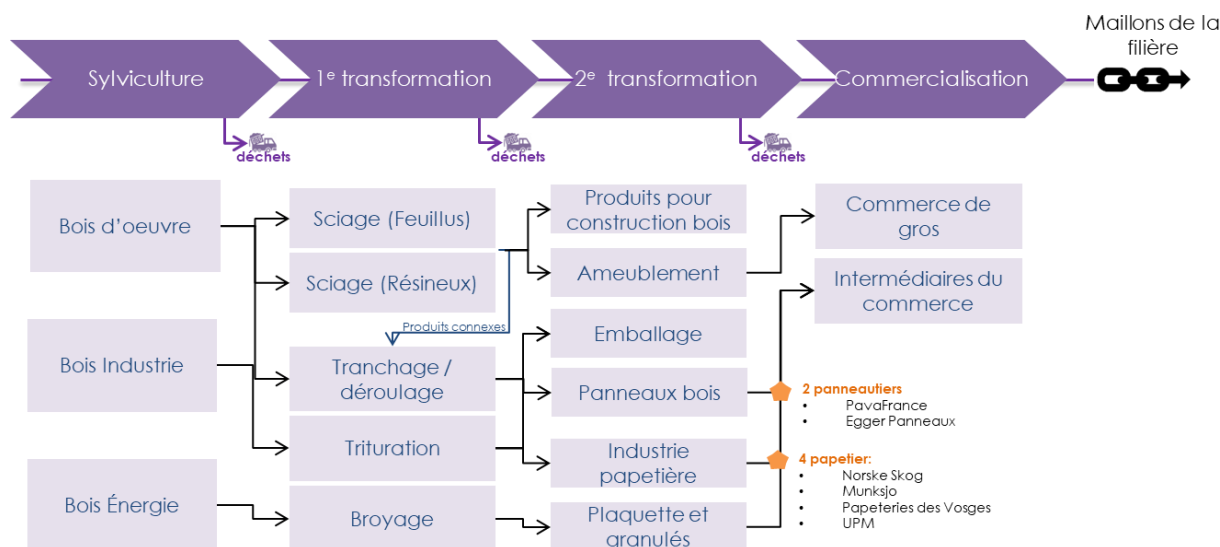 Maillons de la
filière
Sylviculture
1e transformation
2e transformation
Commercialisation
déchets
déchets
déchets
Bois d'oeuvre
Sciage (Feuillus)
Produits pour
construction bois
Commerce de
gros
Sciage (Résineux)
Ameublement
Intermédiaires du
commerce
Produits connexes
Bois Industrie
Tranchage /
déroulage
Emballage
Panneaux bois
2 panneautiers
• PavaFrance
• Egger Panneaux
Trituration
Industrie
papetière
4 papetier:
• Norske Skog
• Munksjo
• Papeteries des Vosges
• UPM
Bois Énergie
Broyage
Plaquette et
granulés